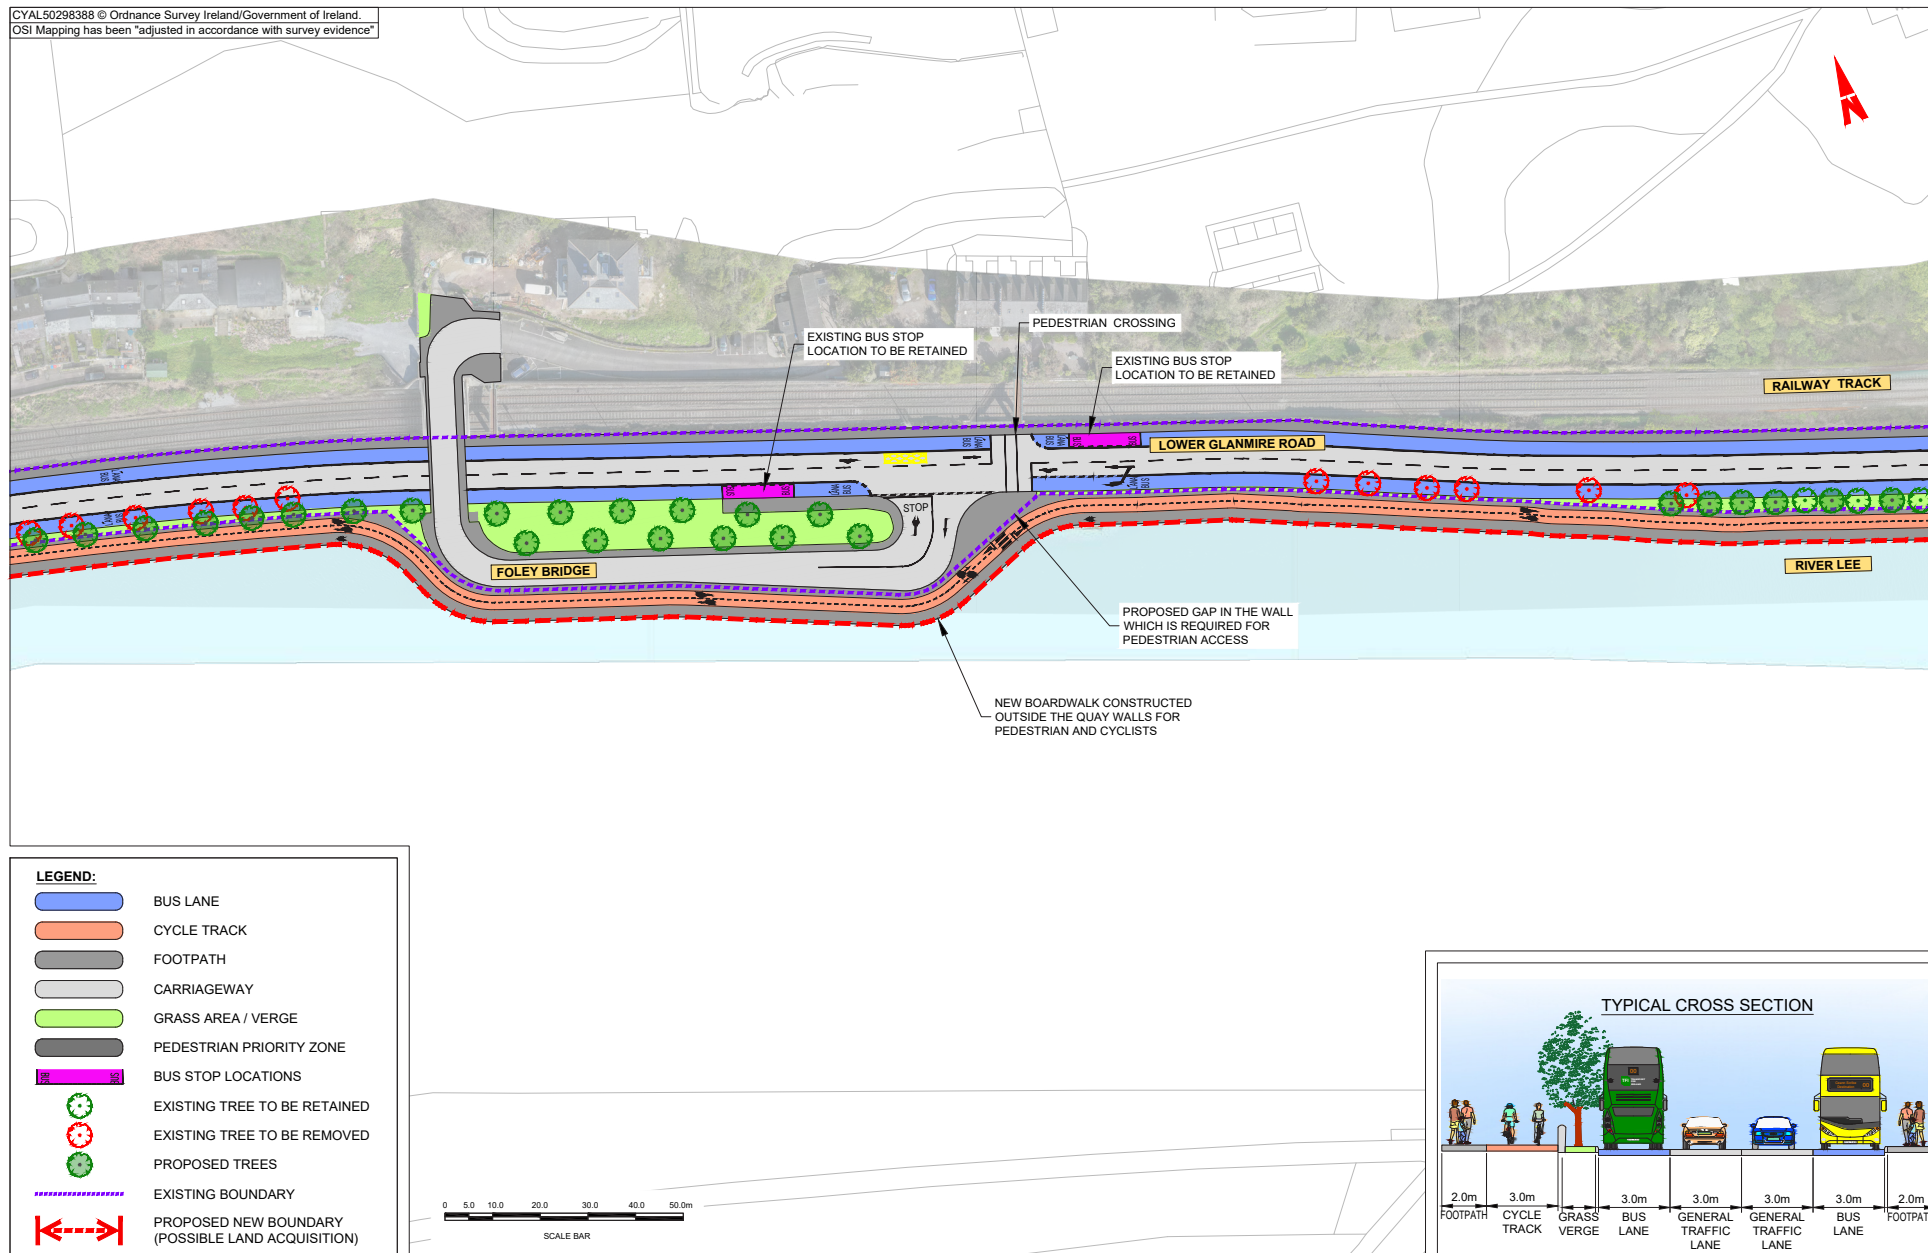 CYAL50298388 © Ordnance Survey Ireland/Government of Ireland.
OSI Mapping has been "adjusted in accordance with survey evidence"
N
EXISTING BUS STOP
LOCATION TO BE RETAINED
PEDESTRIAN CROSSING
EXISTING BUS STOP
LOCATION TO BE RETAINED
RAILWAY TRACK
LOWER GLANMIRE ROAD
STOP
FOLEY BRIDGE
RIVER LEE
PROPOSED GAP IN THE WALL
WHICH IS REQUIRED FOR
PEDESTRIAN ACCESS
NEW BOARDWALK CONSTRUCTED
OUTSIDE THE QUAY WALLS FOR
PEDESTRIAN AND CYCLISTS
LEGEND:
BUS LANE
CYCLE TRACK
FOOTPATH
CARRIAGEWAY
GRASS AREA / VERGE
PEDESTRIAN PRIORITY ZONE
BUS STOP LOCATIONS
EXISTING TREE TO BE RETAINED
EXISTING TREE TO BE REMOVED
PROPOSED TREES
EXISTING BOUNDARY
PROPOSED NEW BOUNDARY
(POSSIBLE LAND ACQUISITION)
0 5.0 10.0 20.0 30.0 40.0 50.0m
SCALE BAR
TYPICAL CROSS SECTION
2.0m 3.0m 3.0m 3.0m 3.0m 3.0m 2.0m
FOOTPATH
CYCLE
TRACK
GRASS
VERGE
BUS
LANE
GENERAL
TRAFFIC
LANE
GENERAL
TRAFFIC
LANE
BUS
LANE
FOOTPAT